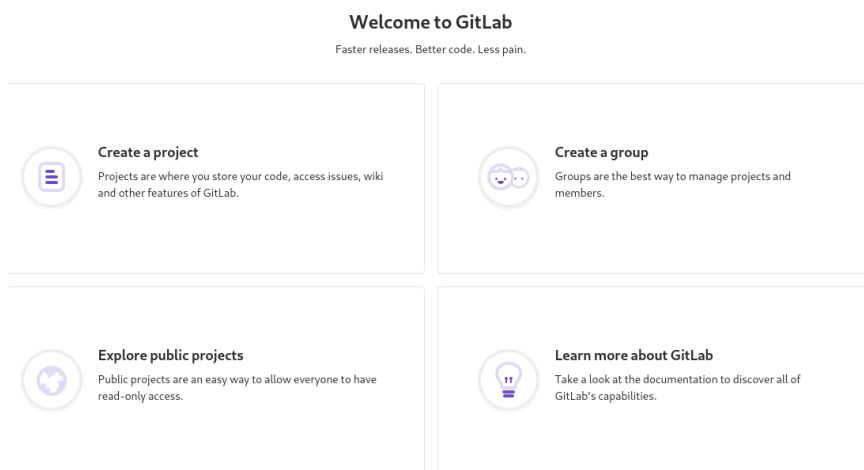 Welcome to GitLab
Faster releases. Better code. Less pain.
Create a project
Projects are where you store your code, access issues, wiki
and other features of GitLab.
Create a group
Groups are the best way to manage projects and
members.
Explore public projects
Public projects are an easy way to allow everyone to have
read-only access.
Learn more about GitLab
Take a look at the documentation to discover all of
GitLab's capabilities.